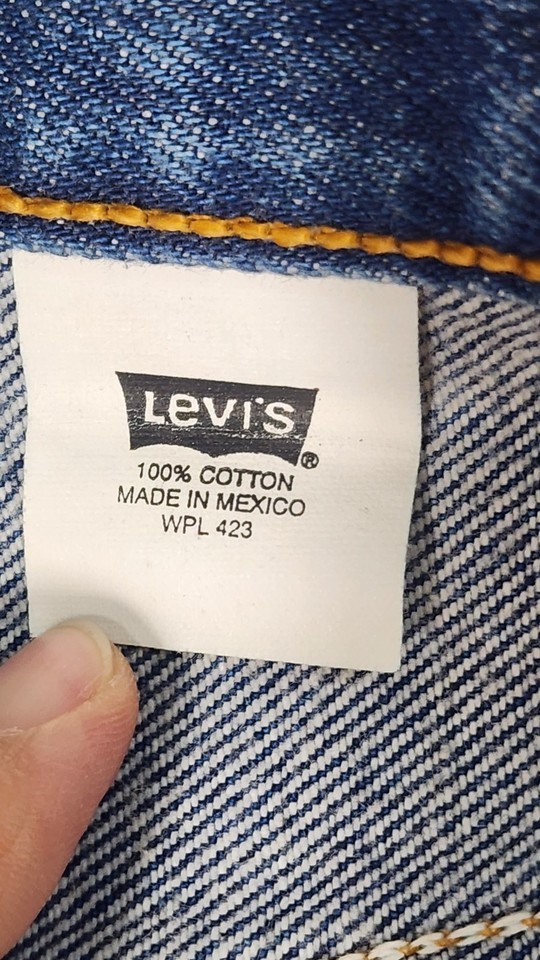 Levi's®
100% COTTON
MADE IN MEXICO
WPL 423